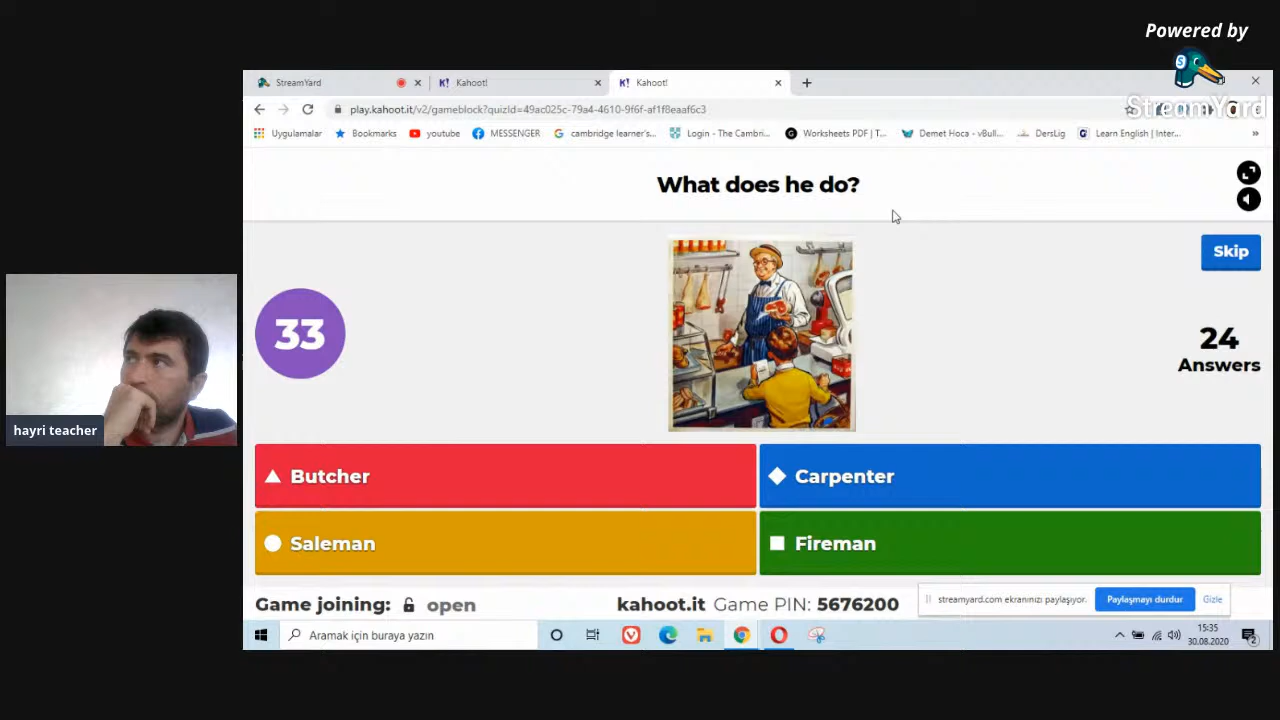 Powered by
StreamYard
StreamYard
Kahoot!
Kahoot!
play.kahoot.it/v2/gameblock?quizId=49ac025c-79a4-4610-9f6f-af1f8eaaf6c3
Uygulamalar
Bookmarks
youtube
MESSENGER
cambridge learner's...
Login - The Cambri...
Worksheets PDF | T...
Demet Hoca - vBull...
DersLig
Learn English | Inter...
What does he do?
Skip
33
24
Answers
hayri teacher
Butcher
Carpenter
Saleman
Fireman
Game joining: open
kahoot.it Game PIN: 5676200
streamyard.com ekranınızı paylaşıyor.
Paylaşmayı durdur
Gizle
Aramak için buraya yazın
15:35
30.08.2020
2